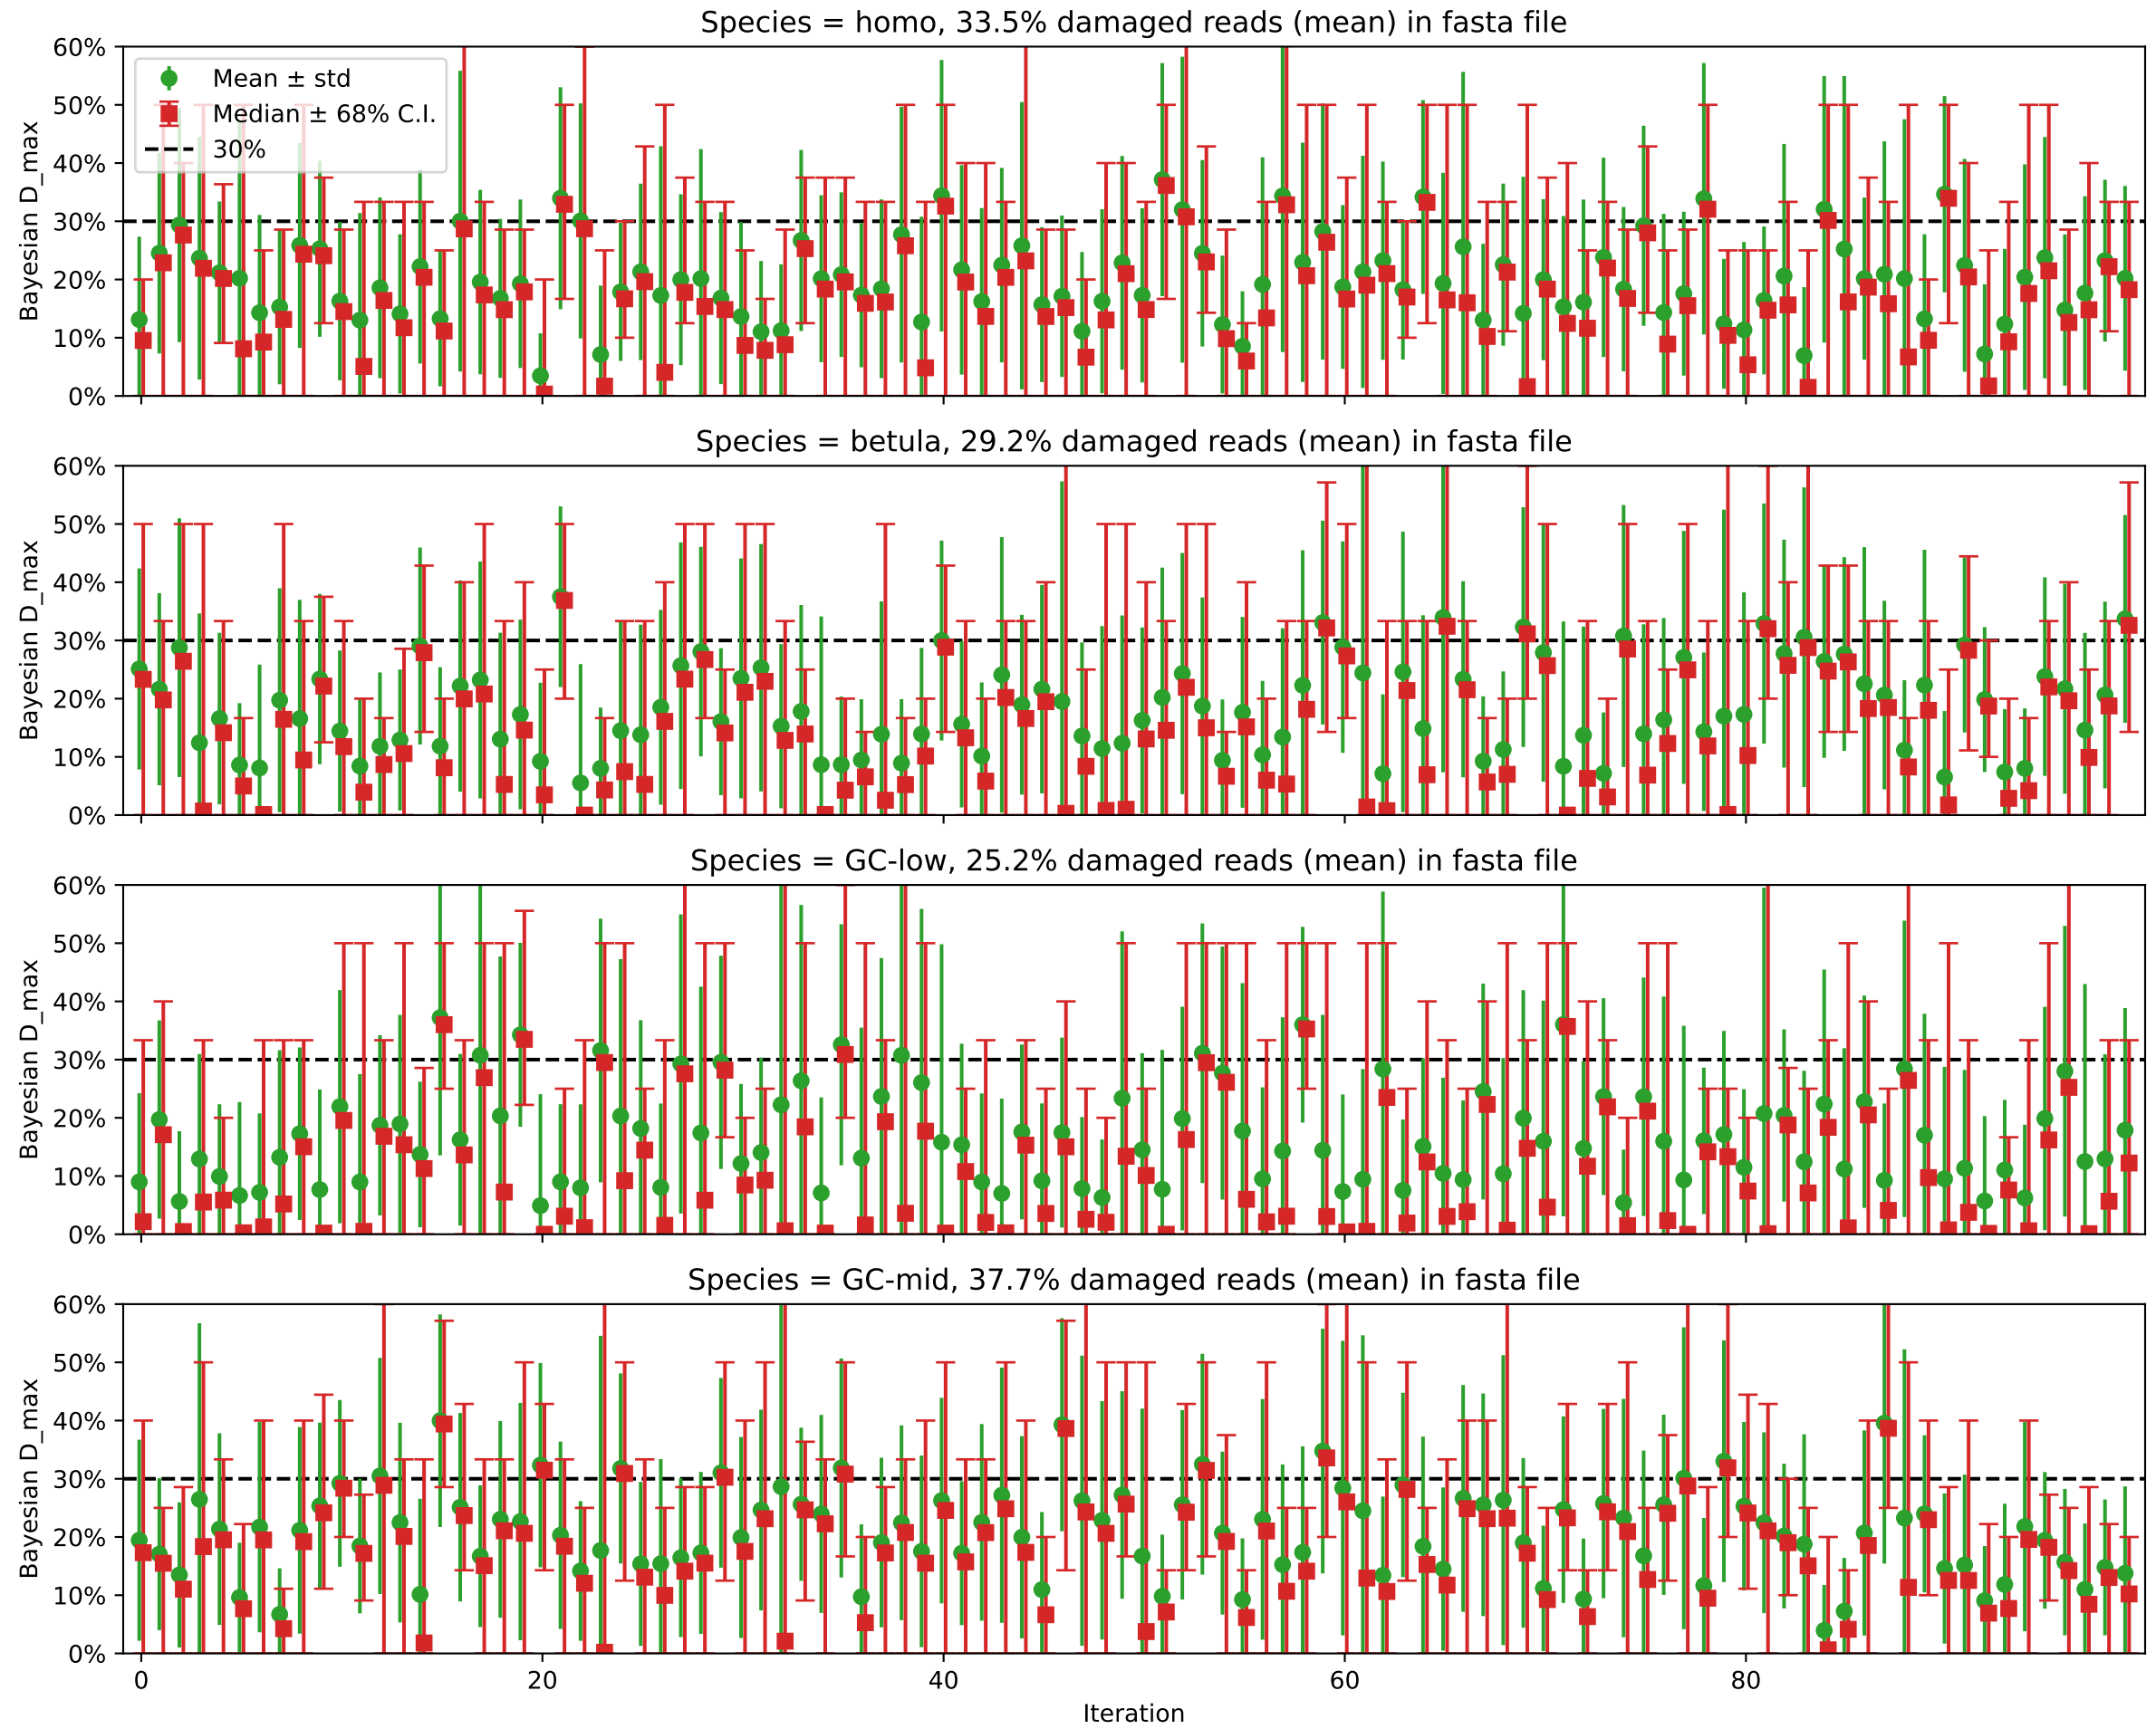 Species = homo, 33.5% damaged reads (mean) in fasta file
60%
50%
40%
30%
20%
10%
0%
Bayesian D_max
Mean ± std
Median ± 68% C.I.
30%
Species = betula, 29.2% damaged reads (mean) in fasta file
60%
50%
40%
30%
20%
10%
0%
Bayesian D_max
Species = GC-low, 25.2% damaged reads (mean) in fasta file
60%
50%
40%
30%
20%
10%
0%
Bayesian D_max
Species = GC-mid, 37.7% damaged reads (mean) in fasta file
60%
50%
40%
30%
20%
10%
0%
Bayesian D_max
0 20 40 60 80
Iteration